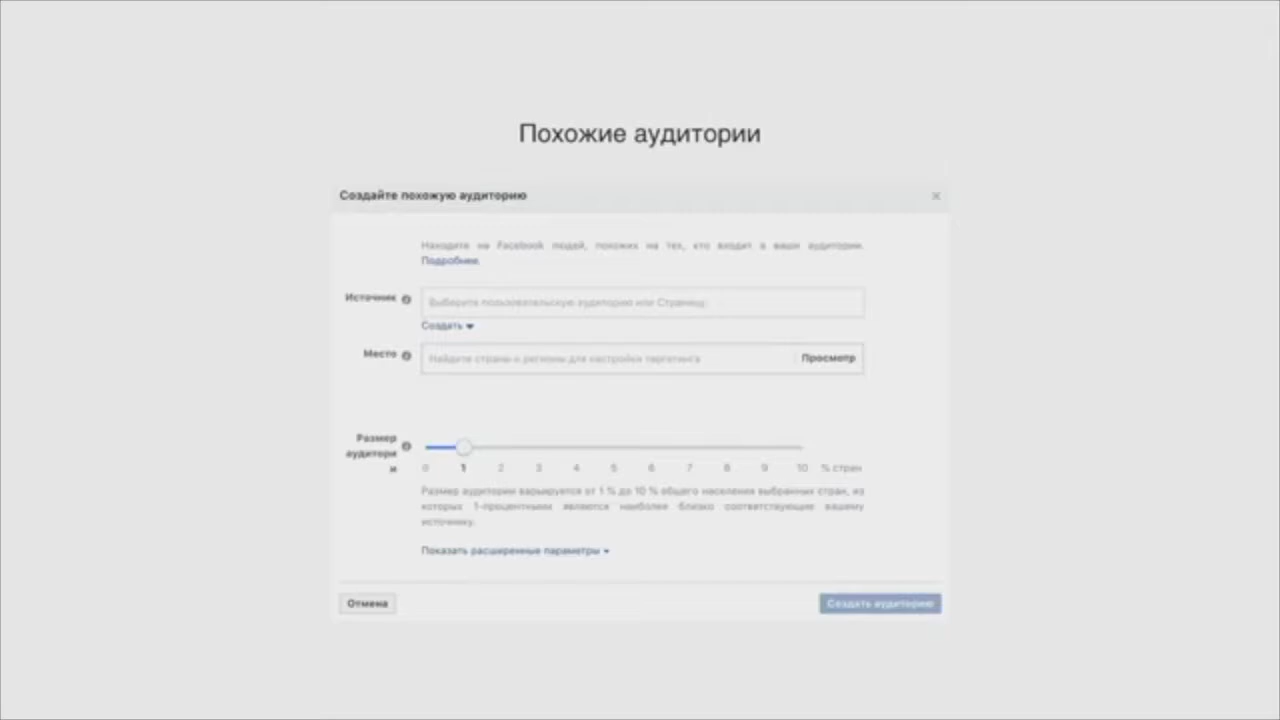 Похожие аудитории
Создайте похожую аудиторию ×
Находите на Facebook людей, похожих на тех, кто входит в ваши аудитории.
Подробнее.
Источник
Выберите пользовательскую аудиторию или Страницу.
Создать
Место
Найдите страны и регионы для настройки таргетинга
Просмотр
Размер
аудитори
и
0 1 2 3 4 5 6 7 8 9 10 % стран
Размер аудитории варьируется от 1 % до 10 % общего населения выбранных стран, из
которых 1-процентными являются наиболее близко соответствующие вашему
источнику.
Показать расширенные параметры
Отмена
Создать аудиторию